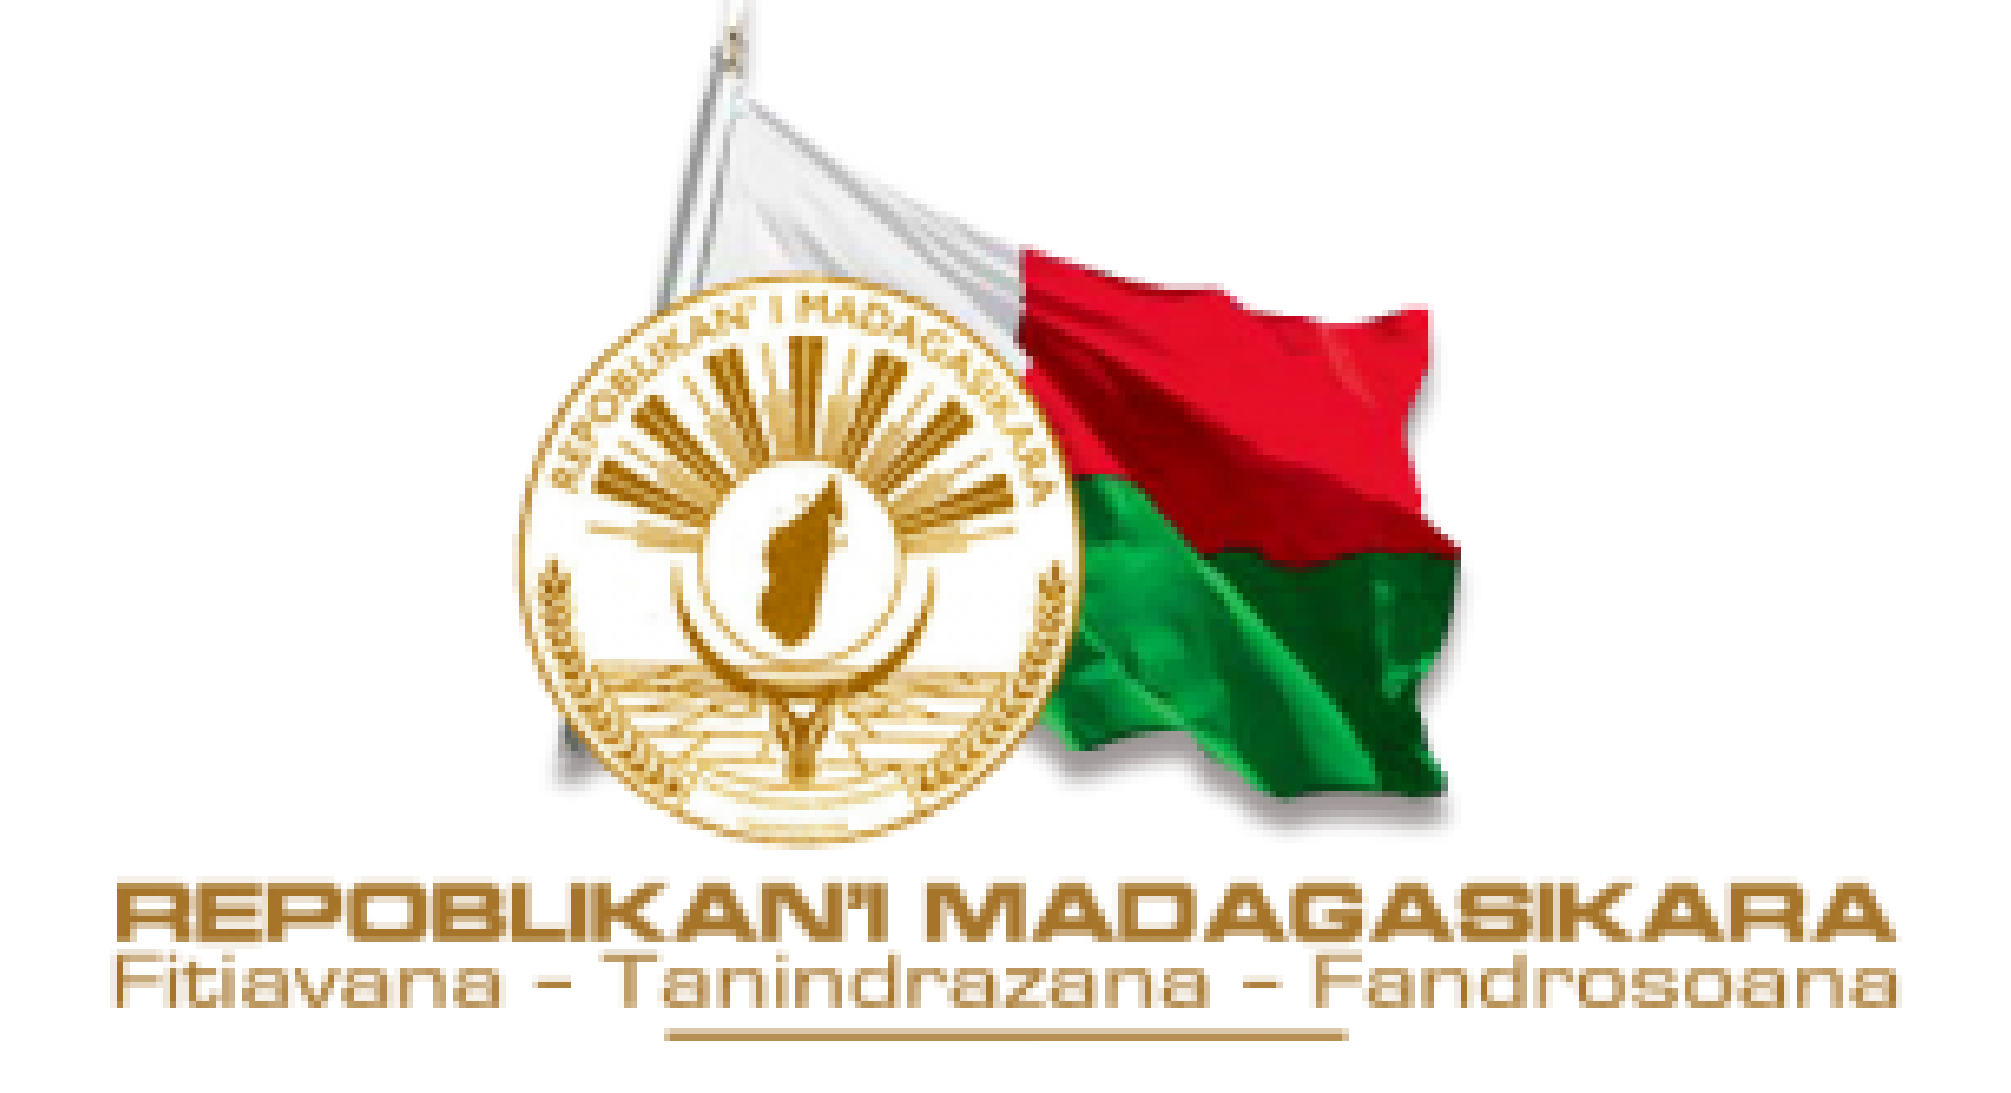 REPOBLIKAN' I MADAGASIKARA
REPOBLIKAN'I MADAGASIKARA
Fitiavana - Tanindrazana - Fandrosoana